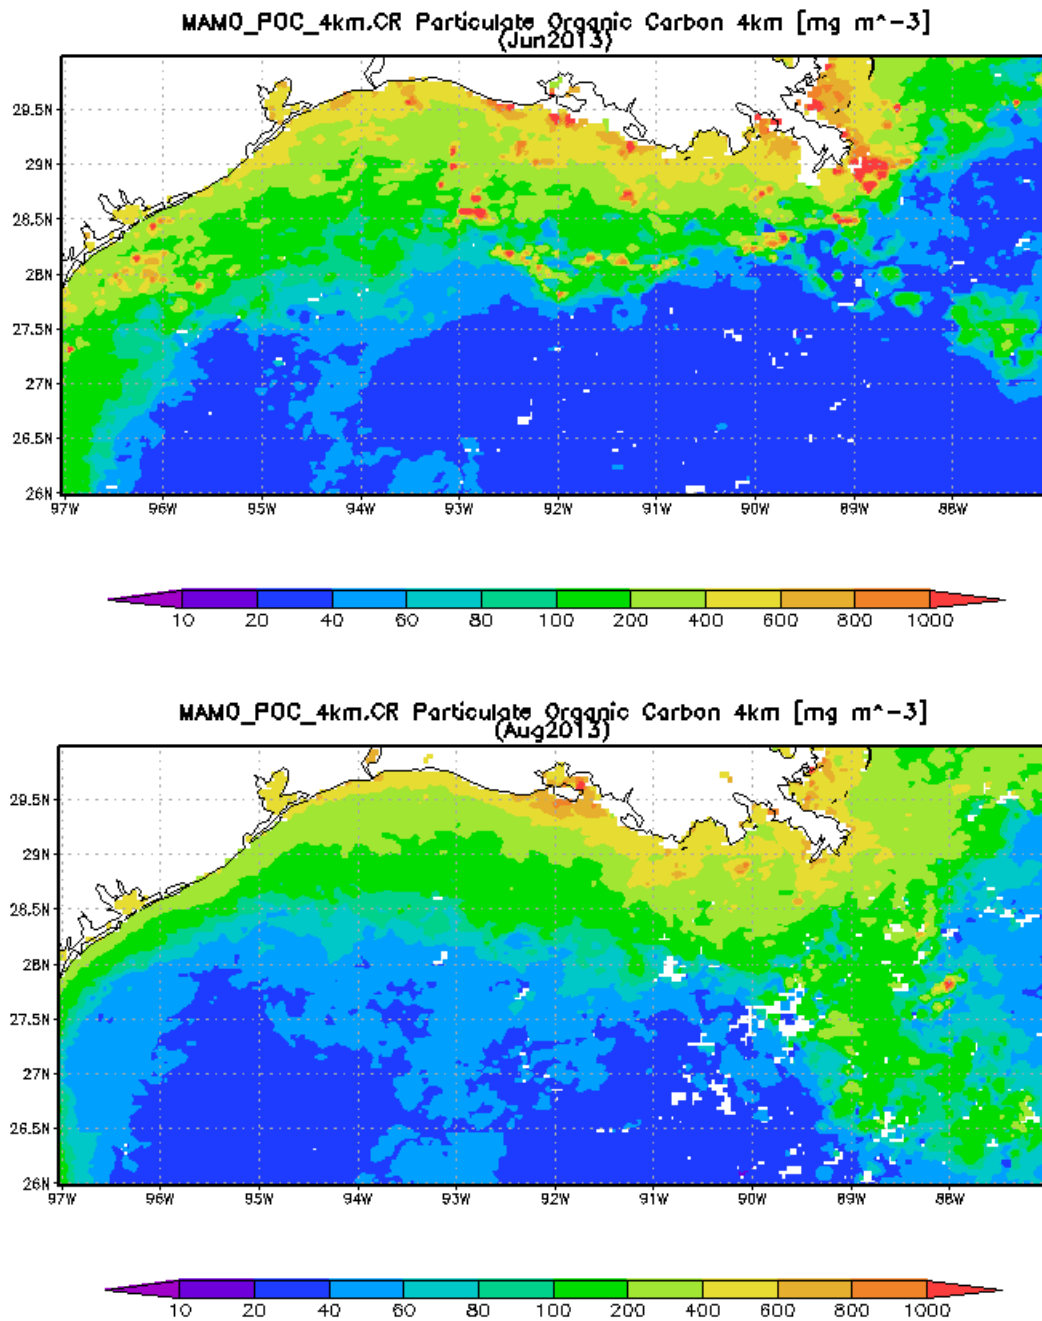 MAMO_POC_4km.CR Particulate Organic Carbon 4km [mg m^-3]
(Jun2013)
29.5N
29N
28.5N
28N
27.5N
27N
26.5N
26N
97W 96W 95W 94W 93W 92W 91W 90W 89W 88W
10 20 40 60 80 100 200 400 600 800 1000
MAMO_POC_4km.CR Particulate Organic Carbon 4km [mg m^-3]
(Aug2013)
29.5N
29N
28.5N
28N
27.5N
27N
26.5N
26N
97W 96W 95W 94W 93W 92W 91W 90W 89W 88W
10 20 40 60 80 100 200 400 600 800 1000